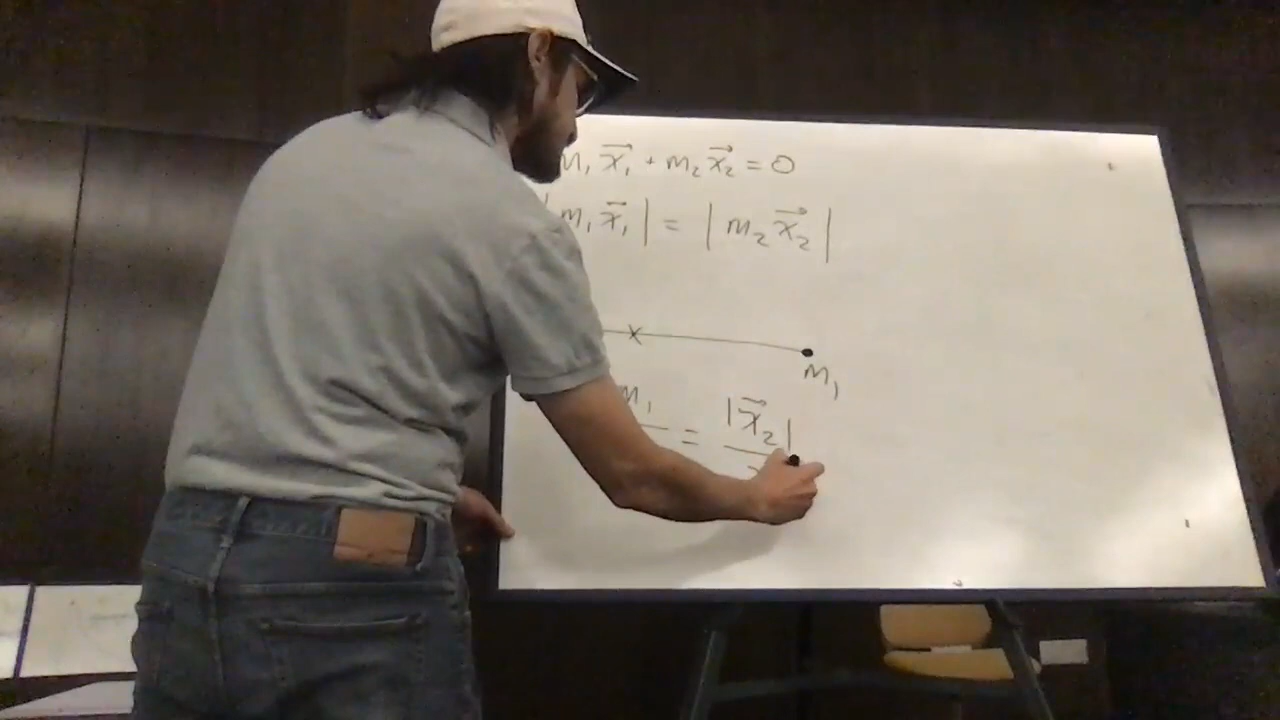 m₁ x⃗₁ + m₂ x⃗₂ = 0
|m₁ x⃗₁| = |m₂ x⃗₂|
x
m₁
m₁ = |x⃗₂|